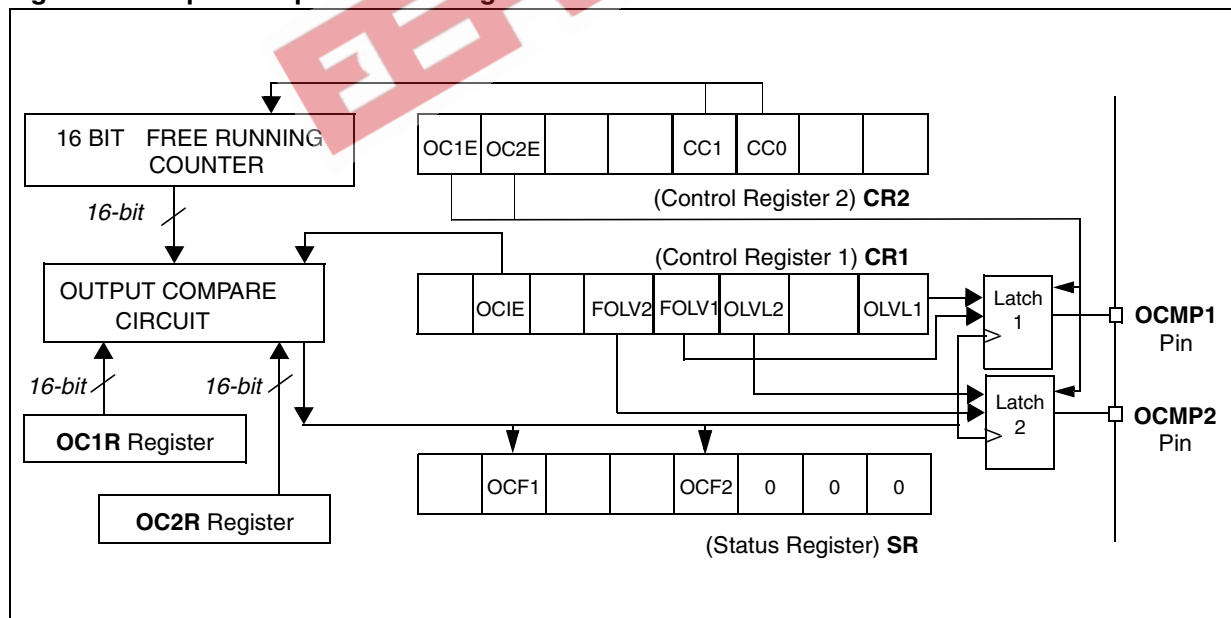 16 BIT FREE RUNNING
COUNTER
OC1E OC2E CC1 CC0
(Control Register 2) CR2
16-bit
(Control Register 1) CR1
OUTPUT COMPARE
CIRCUIT
OCIE FOLV2 FOLV1 OLVL2 OLVL1
Latch
1
OCMP1
Pin
16-bit 16-bit
Latch
2
OCMP2
Pin
OC1R Register
OCF1 OCF2 0 0 0
OC2R Register
(Status Register) SR